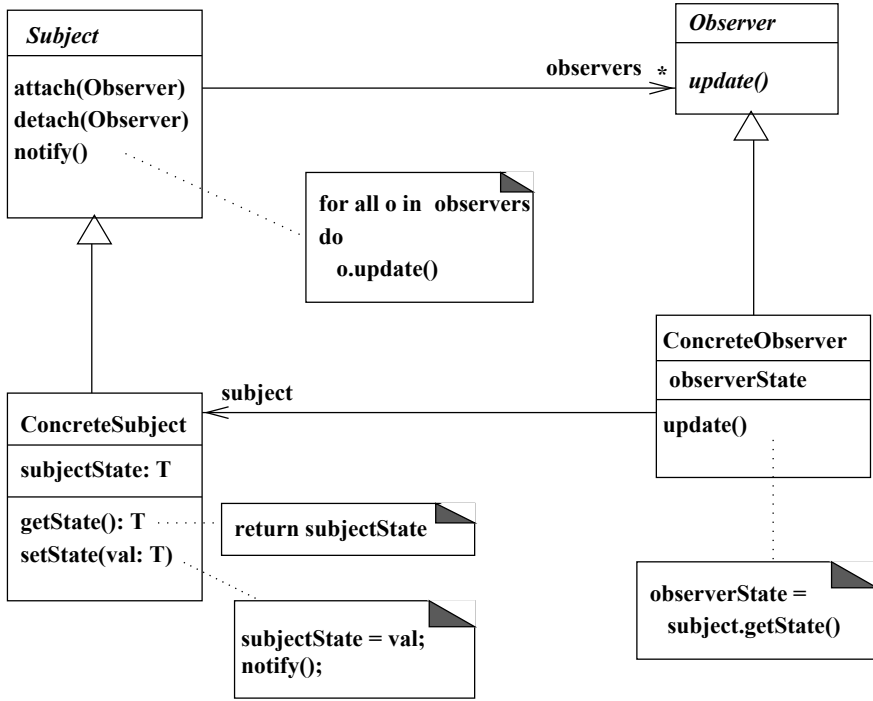 Subject
attach(Observer)
detach(Observer)
notify()
observers *
Observer
update()
for all o in observers
do
o.update()
ConcreteObserver
observerState
update()
subject
ConcreteSubject
subjectState: T
getState(): T
setState(val: T)
return subjectState
subjectState = val;
notify();
observerState =
subject.getState()